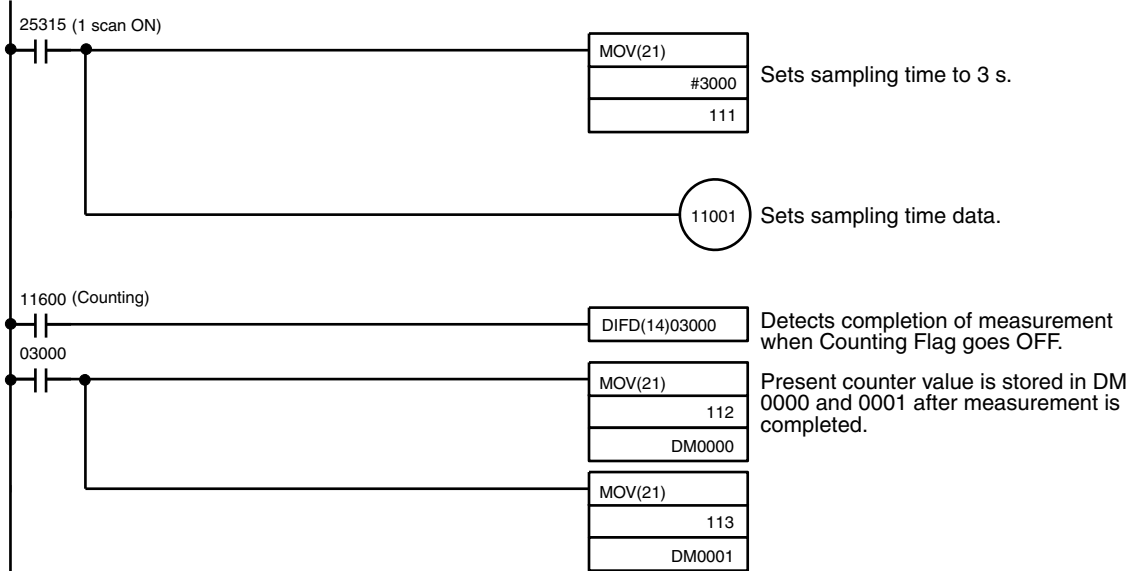 25315 (1 scan ON)
MOV(21)
#3000
111
Sets sampling time to 3 s.
11001
Sets sampling time data.
11600 (Counting)
DIFD(14)03000
Detects completion of measurement
when Counting Flag goes OFF.
03000
MOV(21)
112
DM0000
Present counter value is stored in DM
0000 and 0001 after measurement is
completed.
MOV(21)
113
DM0001